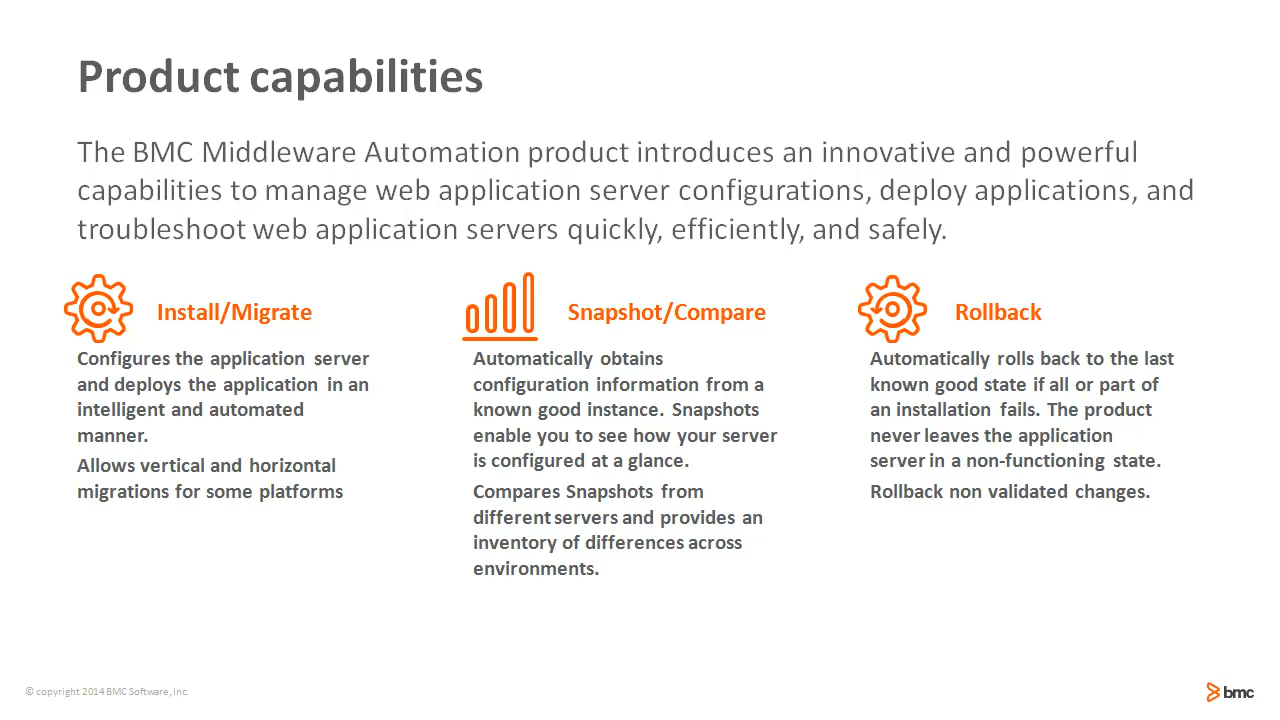 Product capabilities
The BMC Middleware Automation product introduces an innovative and powerful
capabilities to manage web application server configurations, deploy applications, and
troubleshoot web application servers quickly, efficiently, and safely.
Install/Migrate
Configures the application server
and deploys the application in an
intelligent and automated
manner.
Allows vertical and horizontal
migrations for some platforms
Snapshot/Compare
Automatically obtains
configuration information from a
known good instance. Snapshots
enable you to see how your server
is configured at a glance.
Compares Snapshots from
different servers and provides an
inventory of differences across
environments.
Rollback
Automatically rolls back to the last
known good state if all or part of
an installation fails. The product
never leaves the application
server in a non-functioning state.
Rollback non validated changes.
© copyright 2014 BMC Software, Inc.
bmc